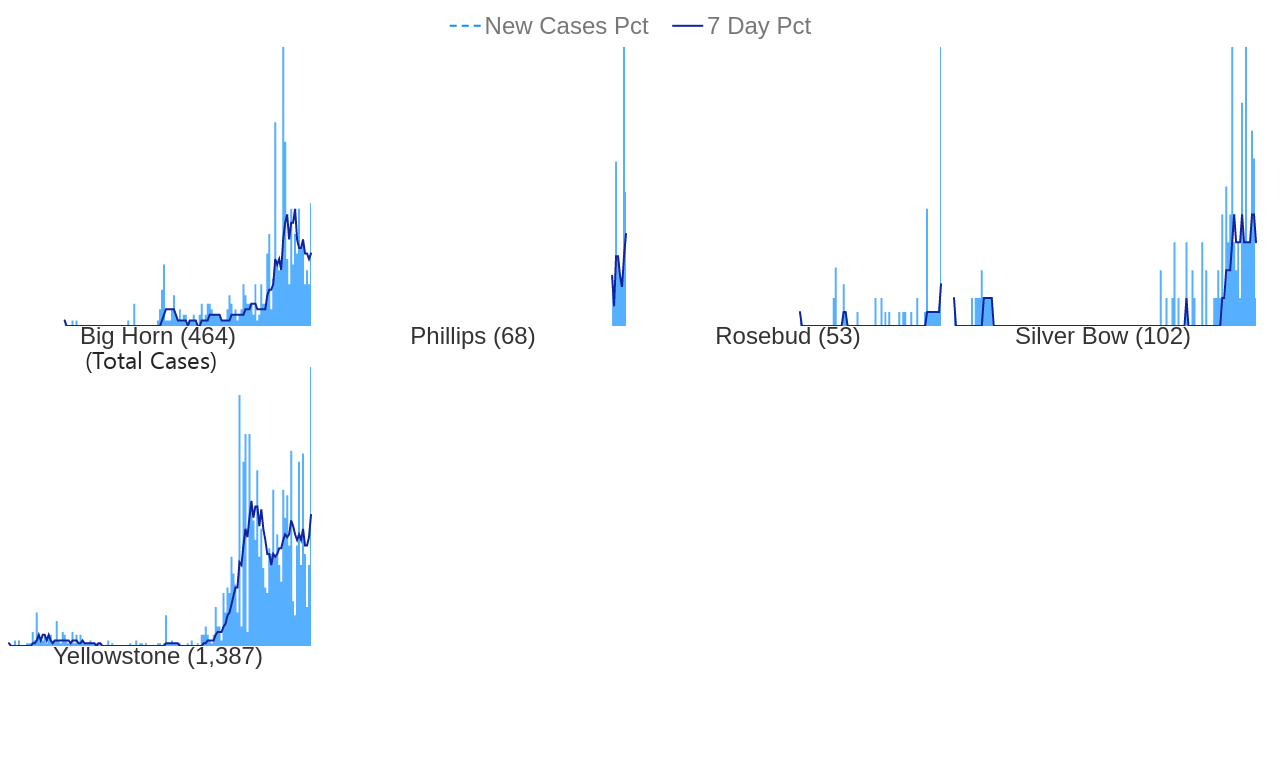 New Cases Pct 7 Day Pct
Big Horn (464) Phillips (68) Rosebud (53) Silver Bow (102)
(Total Cases)
Yellowstone (1,387)